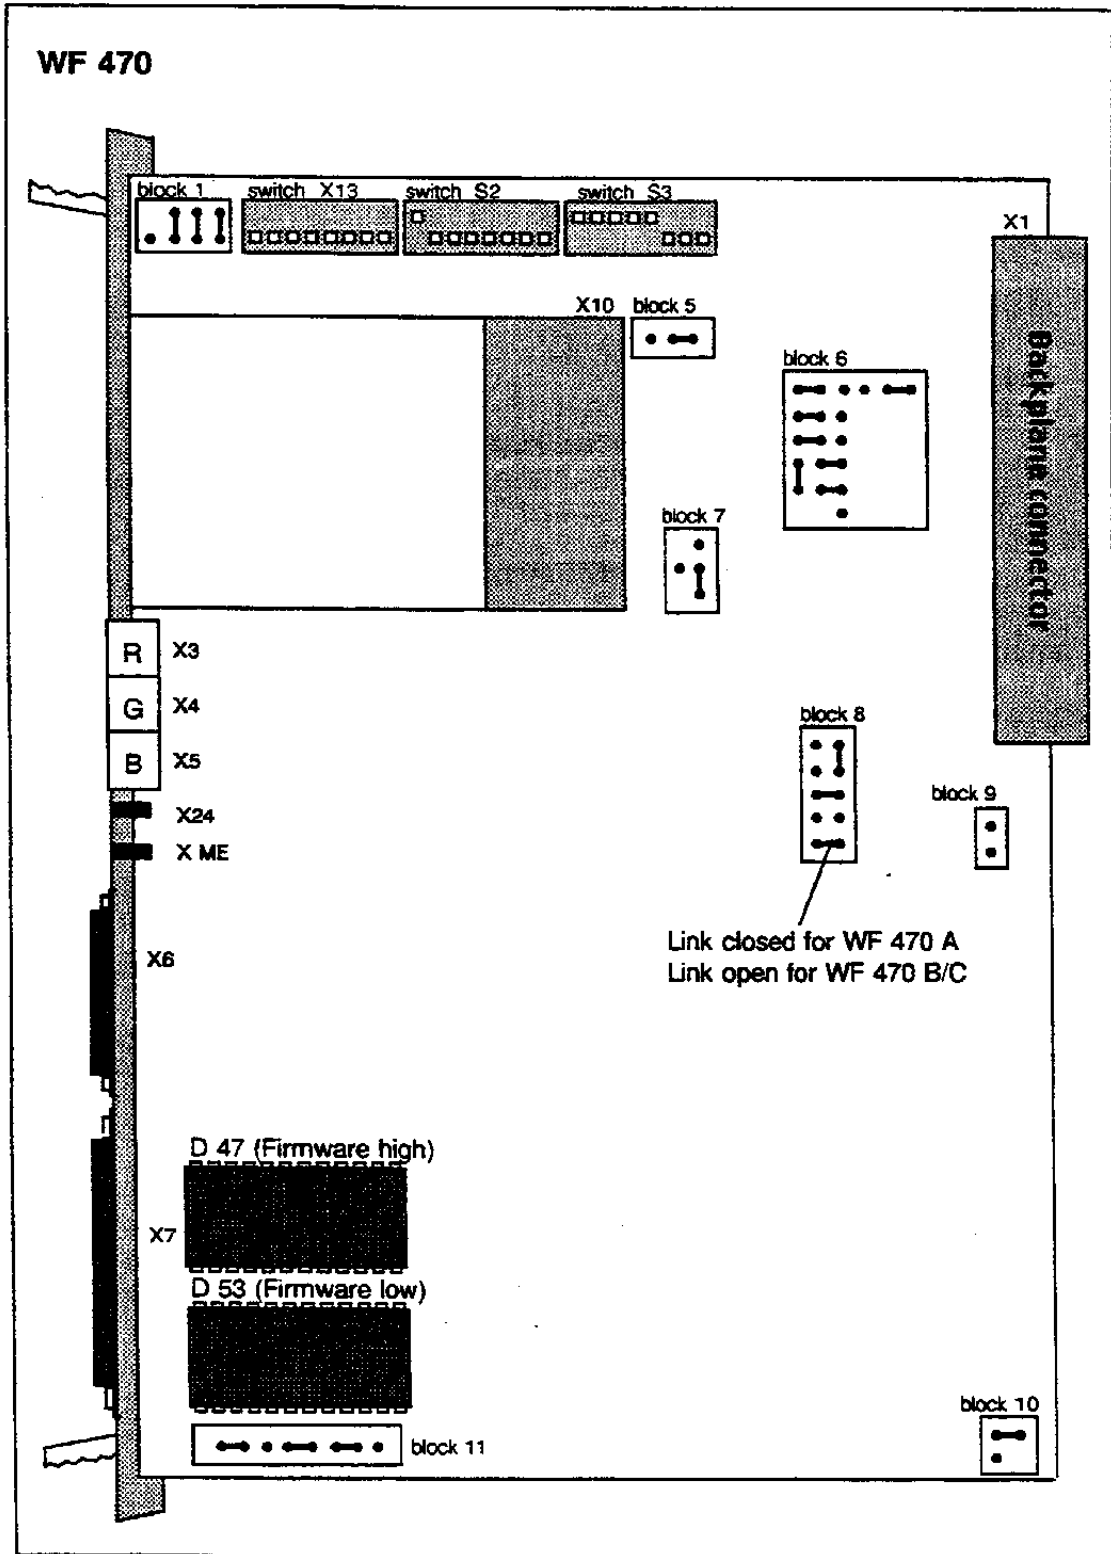 WF 470
block 1
switch X13
switch S2
switch S3
X1
X10
block 5
block 6
Backplane connector
block 7
R
X3
G
X4
B
X5
block 8
block 9
X24
X ME
Link closed for WF 470 A
Link open for WF 470 B/C
X6
D 47 (Firmware high)
X7
D 53 (Firmware low)
block 10
block 11